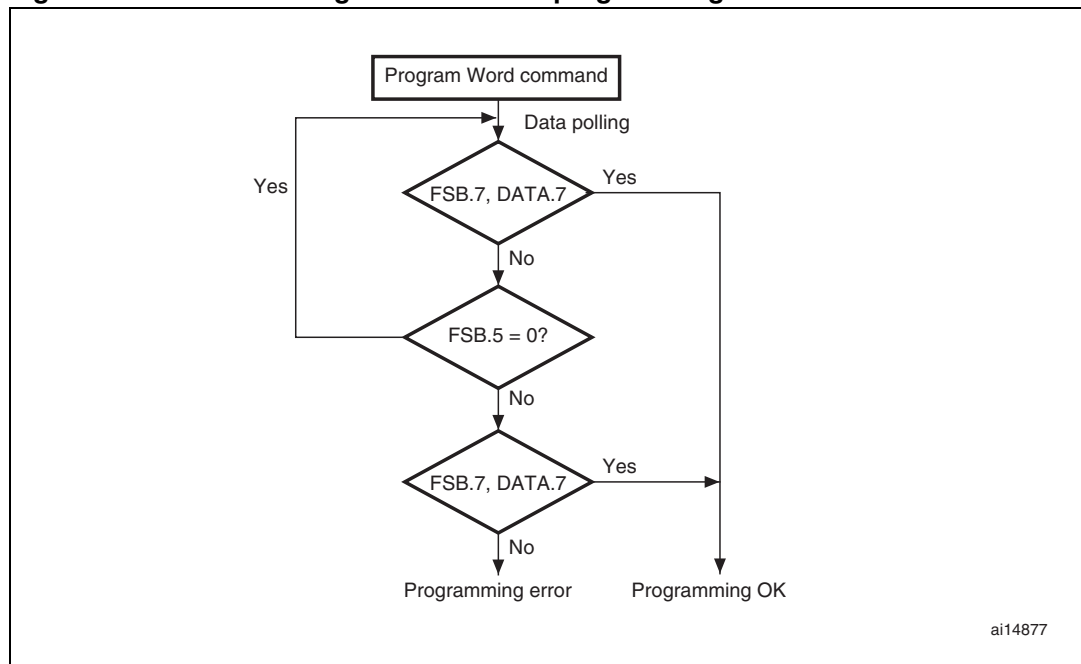 Program Word command
Data polling
Yes
FSB.7, DATA.7
Yes
No
FSB.5 = 0?
No
FSB.7, DATA.7
Yes
No
Programming error
Programming OK
ai14877